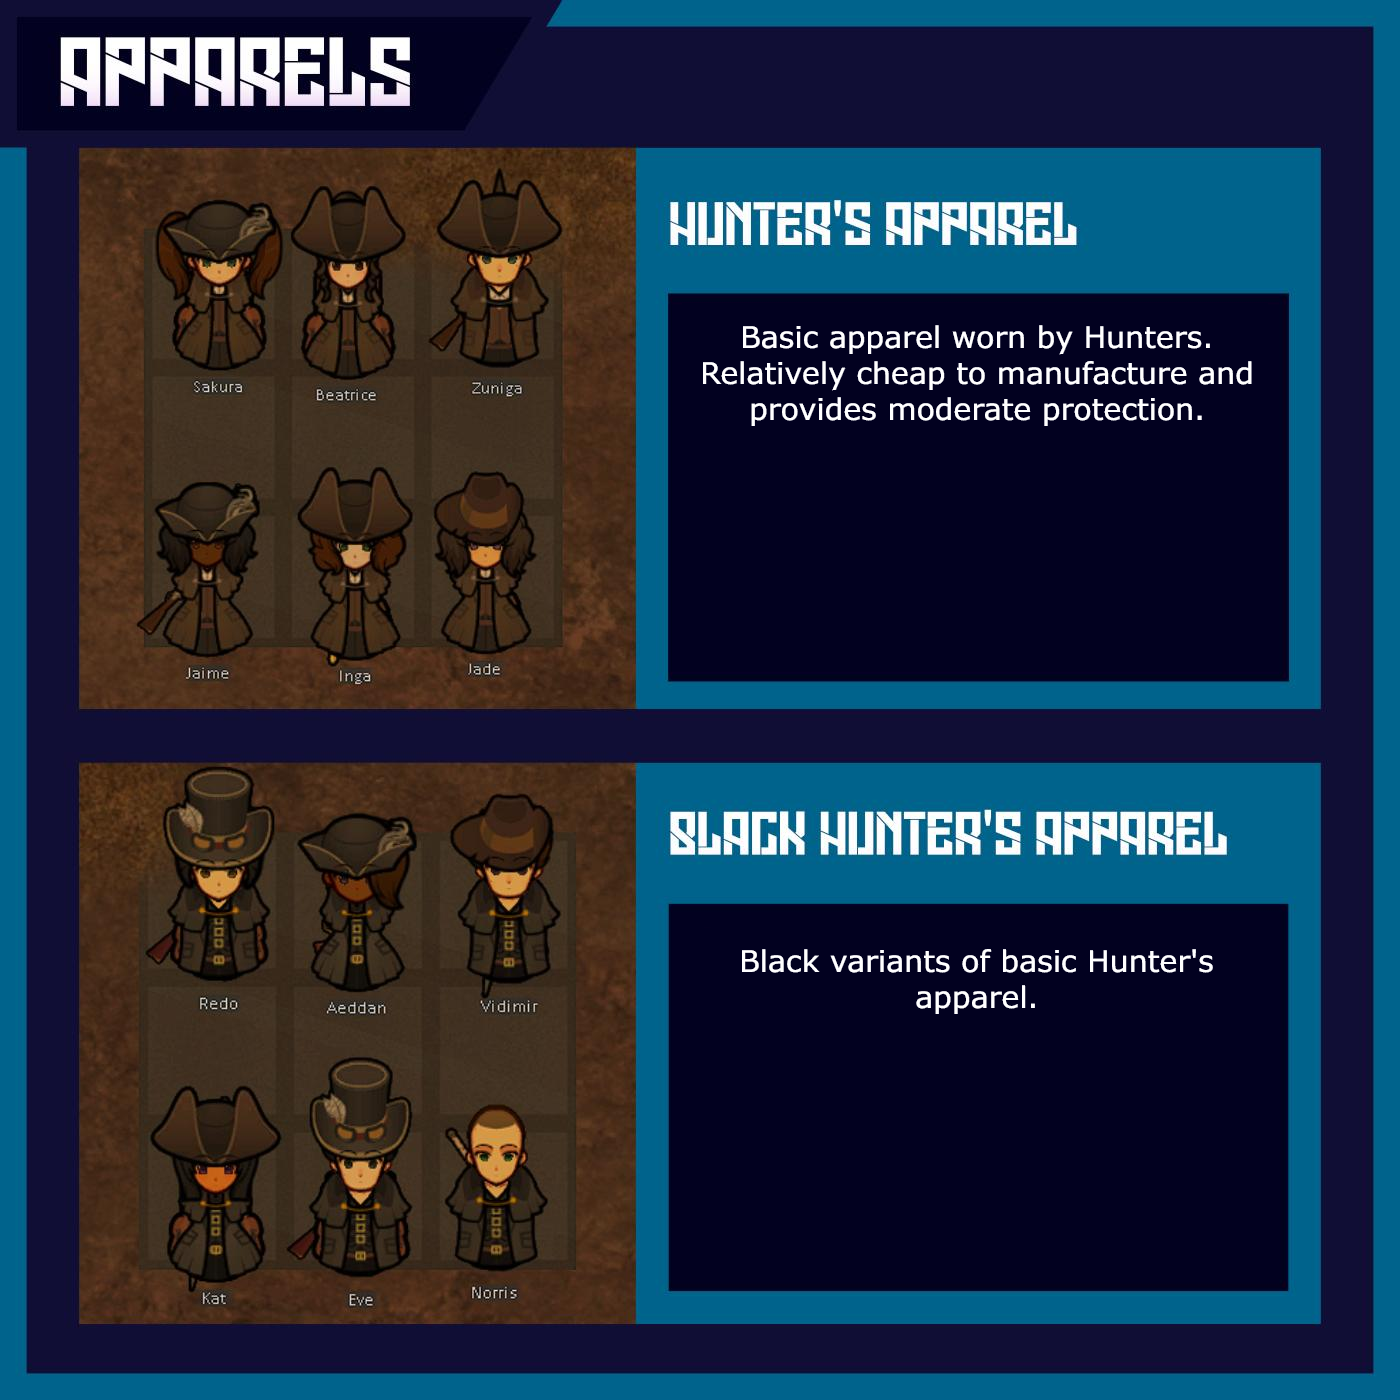 APPARELS
HUNTER'S APPAREL
Basic apparel worn by Hunters.
Relatively cheap to manufacture and
provides moderate protection.
Sakura
Beatrice
Zuniga
Jaime
Inga
Jade
BLACK HUNTER'S APPAREL
Black variants of basic Hunter's
apparel.
Redo
Aeddan
Vidimir
Kat
Eve
Norris